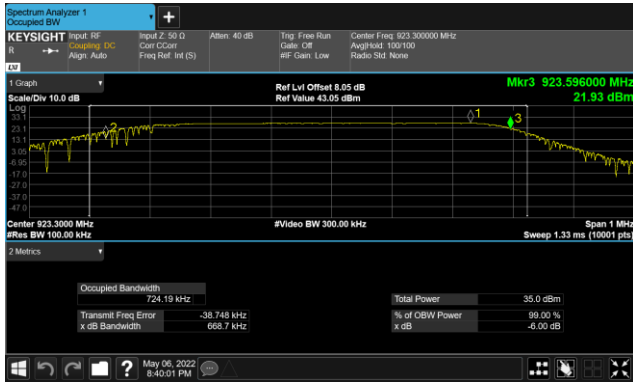 Spectrum Analyzer 1
Occupied BW
+
KEYSIGHT Input: RF Input Z: 50 Ω Atten: 40 dB Trig: Free Run Center Freq: 923.300000 MHz
R Coupling: DC Corr CCorr Gate: Off Avg|Hold: 100/100
Align: Auto Freq Ref: Int (S) #IF Gain: Low Radio Std: None
LXI
1 Graph Ref Lvl Offset 8.05 dB Mkr3 923.596000 MHz
Scale/Div 10.0 dB Ref Value 43.05 dBm 21.93 dBm
Log
33.1
23.1
13.1
3.05
-6.95
-17.0
-27.0
-37.0
-47.0
2
1
3
Center 923.3000 MHz #Video BW 300.00 kHz Span 1 MHz
#Res BW 100.00 kHz Sweep 1.33 ms (10001 pts)
2 Metrics
Occupied Bandwidth
724.19 kHz Total Power 35.0 dBm
Transmit Freq Error -38.748 kHz % of OBW Power 99.00 %
x dB Bandwidth 668.7 kHz x dB -6.00 dB
? May 06, 2022
8:40:01 PM